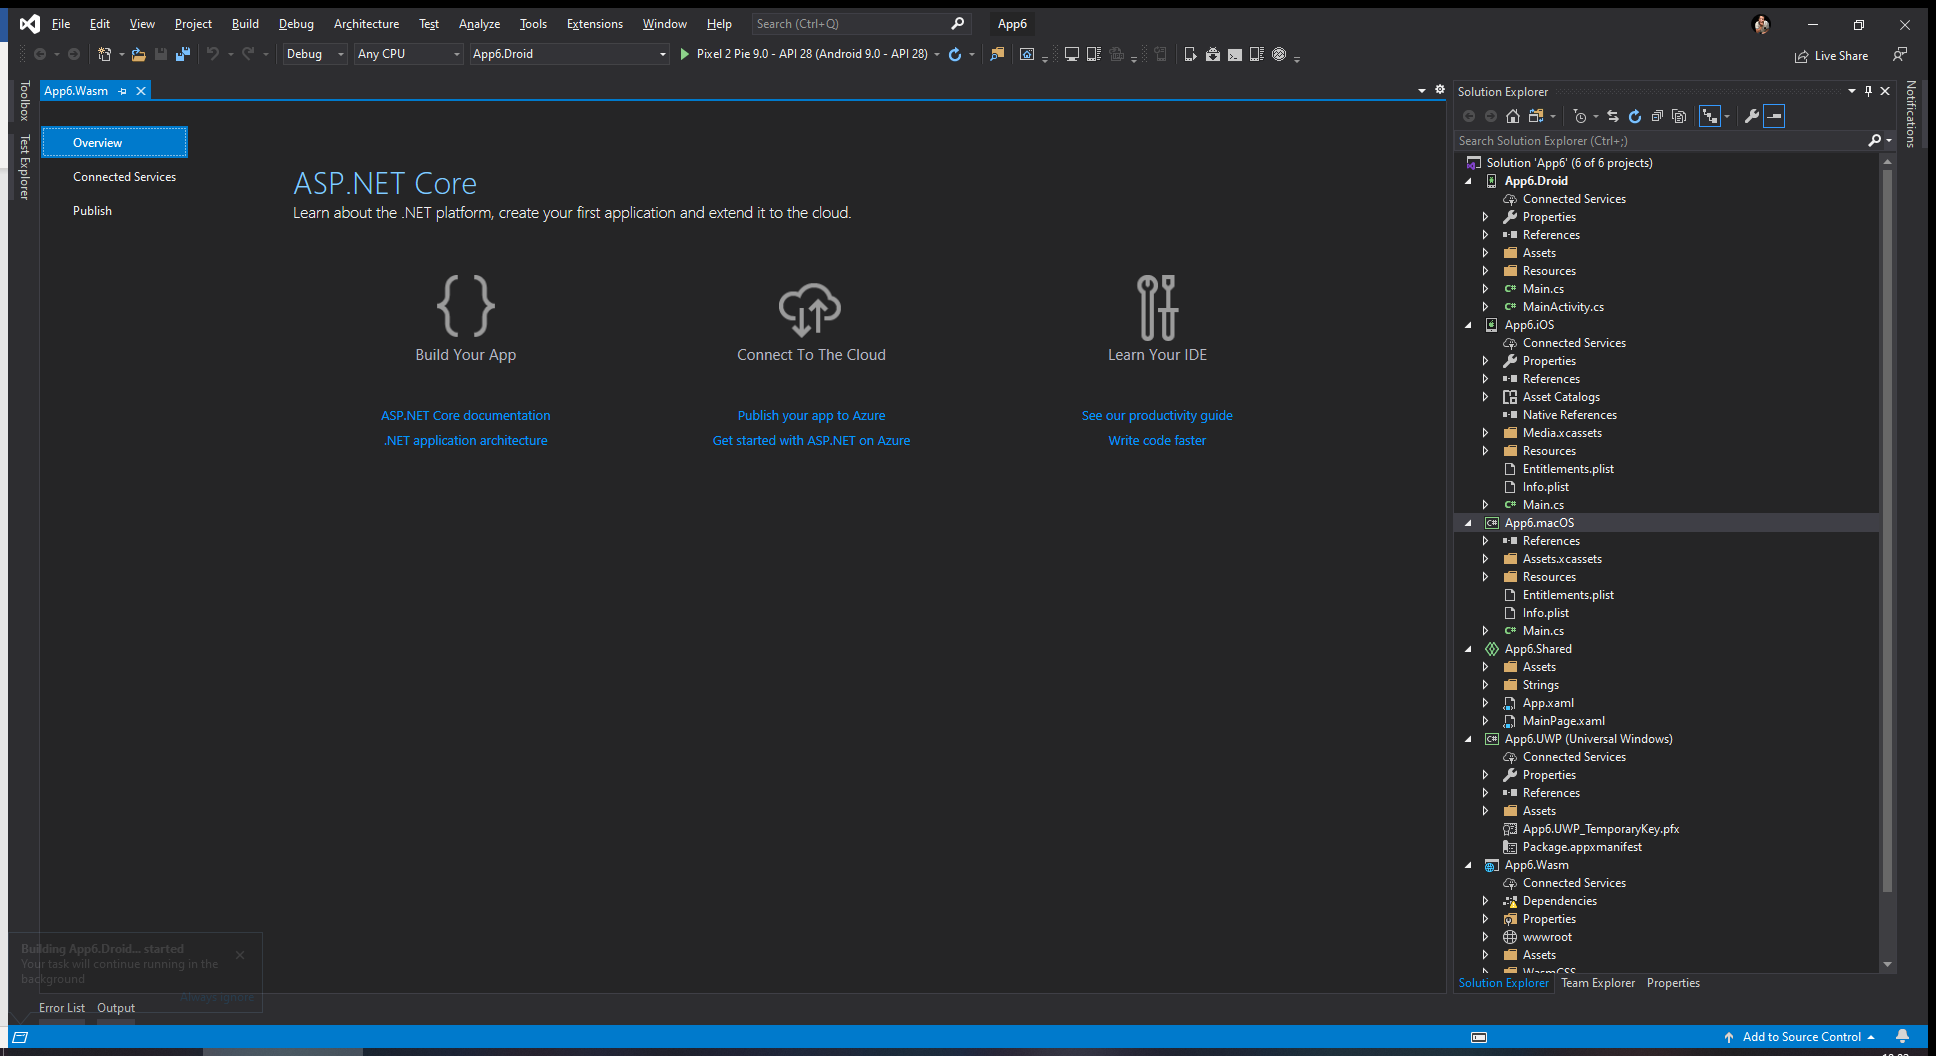 File Edit View Project Build Debug Architecture Test Analyze Tools Extensions Window Help Search (Ctrl+Q) App6
Debug Any CPU App6.Droid Pixel 2 Pie 9.0 - API 28 (Android 9.0 - API 28) Live Share
Toolbox
Test Explorer
App6.Wasm
Overview
Connected Services
Publish
ASP.NET Core
Learn about the .NET platform, create your first application and extend it to the cloud.
Build Your App
ASP.NET Core documentation
.NET application architecture
Connect To The Cloud
Publish your app to Azure
Get started with ASP.NET on Azure
Learn Your IDE
See our productivity guide
Write code faster
Solution Explorer
Search Solution Explorer (Ctrl+;)
Solution 'App6' (6 of 6 projects)
App6.Droid
Connected Services
Properties
References
Assets
Resources
C# Main.cs
C# MainActivity.cs
App6.iOS
Connected Services
Properties
References
Asset Catalogs
Native References
Media.xcassets
Resources
Entitlements.plist
Info.plist
C# Main.cs
C# App6.macOS
References
Assets.xcassets
Resources
Entitlements.plist
Info.plist
C# Main.cs
App6.Shared
Assets
Strings
App.xaml
MainPage.xaml
C# App6.UWP (Universal Windows)
Connected Services
Properties
References
Assets
App6.UWP_TemporaryKey.pfx
Package.appxmanifest
App6.Wasm
Connected Services
Dependencies
Properties
wwwroot
Assets
WasmCSS
Solution Explorer Team Explorer Properties
Notifications
Building App6.Droid... started
Your task will continue running in the
background
Always Ignore
Error List Output
Add to Source Control